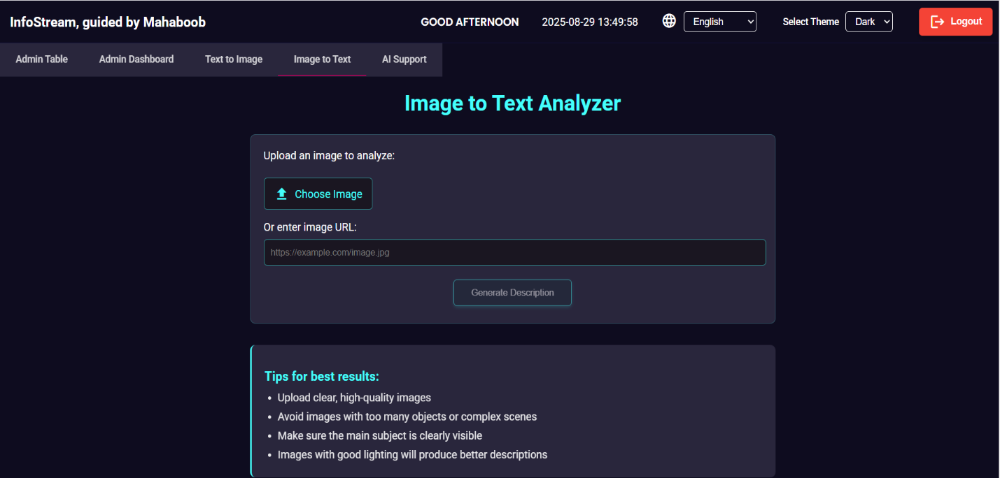 InfoStream, guided by Mahaboob GOOD AFTERNOON 2025-08-29 13:49:58 English Select Theme Dark Logout
Admin Table Admin Dashboard Text to Image Image to Text AI Support
Image to Text Analyzer
Upload an image to analyze:
Choose Image
Or enter image URL:
https://example.com/image.jpg
Generate Description
Tips for best results:
• Upload clear, high-quality images
• Avoid images with too many objects or complex scenes
• Make sure the main subject is clearly visible
• Images with good lighting will produce better descriptions